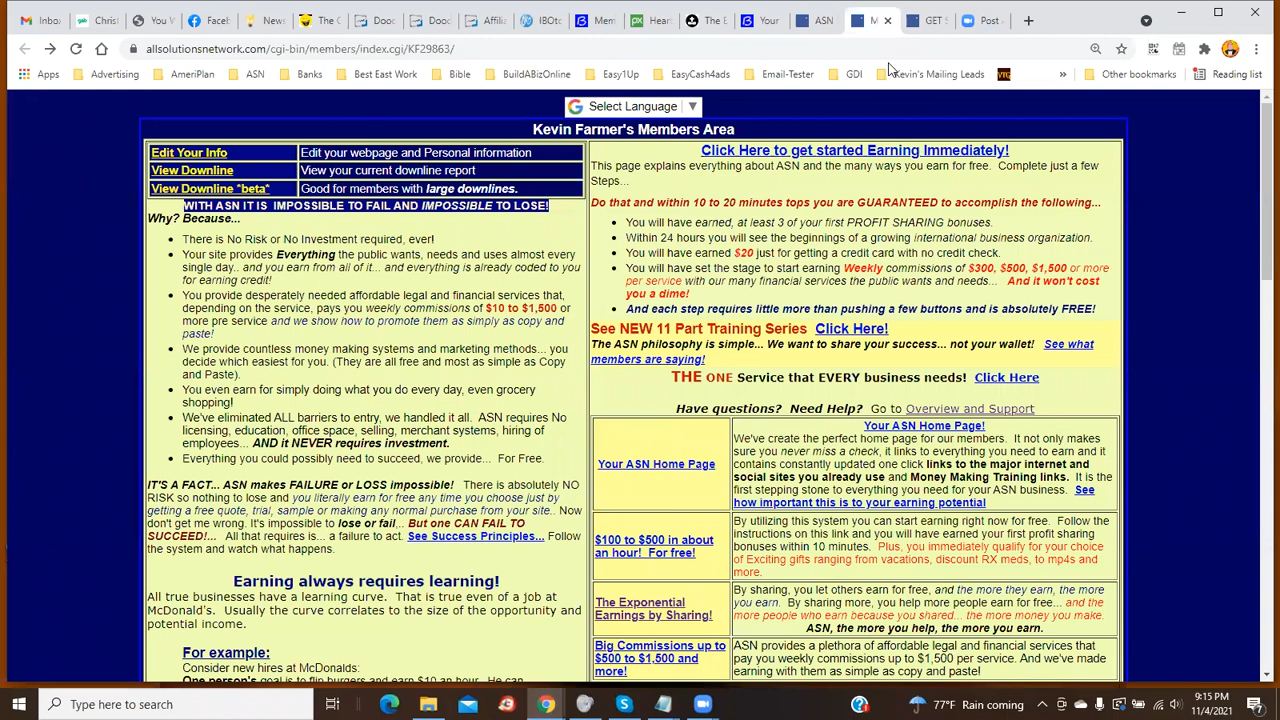 Inbox
Chris
You W
Faceb
News
The C
Dood
Dood
Affilia
IBOto
Mem
Hear
The E
Your
ASN
M
GET S
Post A
allsolutionsnetwork.com/cgi-bin/members/index.cgi/KF29863/
Apps
Advertising
AmeriPlan
ASN
Banks
Best East Work
Bible
BuildABizOnline
Easy1Up
EasyCash4ads
Email-Tester
GDI
Kevin's Mailing Leads
»
Other bookmarks
Reading list
G Select Language ▼
Kevin Farmer's Members Area
Edit Your Info
Edit your webpage and Personal information
View Downline
View your current downline report
View Downline *beta*
Good for members with large downlines.
WITH ASN IT IS IMPOSSIBLE TO FAIL AND IMPOSSIBLE TO LOSE!
Why? Because...
• There is No Risk or No Investment required, ever!
• Your site provides Everything the public wants, needs and uses almost every
single day.. and you earn from all of it... and everything is already coded to you
for earning credit!
• You provide desperately needed affordable legal and financial services that,
depending on the service, pays you weekly commissions of $10 to $1,500 or
more per service and we show how to promote them as simply as copy and
paste!
• We provide countless money making systems and marketing methods... you
decide which easiest for you. (They are all free and most as simple as Copy
and Paste).
• You even earn for simply doing what you do every day, even grocery
shopping!
• We've eliminated ALL barriers to entry, we handled it all. ASN requires No
licensing, education, office space, selling, merchant systems, hiring of
employees... AND it NEVER requires investment.
• Everything you could possibly need to succeed, we provide... For Free.
IT'S A FACT... ASN makes FAILURE or LOSS impossible! There is absolutely NO
RISK so nothing to lose and you literally earn for free any time you choose just by
getting a free quote, trial, sample or making any normal purchase from your site.. Now
don't get me wrong. It's impossible to lose or fail,.. But one CAN FAIL TO
SUCCEED!... All that requires is... a failure to act. See Success Principles... Follow
the system and watch what happens.
Earning always requires learning!
All true businesses have a learning curve. That is true even of a job at
McDonald's. Usually the curve correlates to the size of the opportunity and
potential income.
For example:
Consider new hires at McDonalds:
One person's goal is to flip burgers and earn $10 an hour. He can
Click Here to get started Earning Immediately!
This page explains everything about ASN and the many ways you earn for free. Complete just a few
Steps...
Do that and within 10 to 20 minutes tops you are GUARANTEED to accomplish the following...
• You will have earned, at least 3 of your first PROFIT SHARING bonuses.
• Within 24 hours you will see the beginnings of a growing international business organization.
• You will have earned $20 just for getting a credit card with no credit check.
• You will have set the stage to start earning Weekly commissions of $300, $500, $1,500 or more
per service with our many financial services the public wants and needs... And it won't cost
you a dime!
• And each step requires little more than pushing a few buttons and is absolutely FREE!
See NEW 11 Part Training Series Click Here!
The ASN philosophy is simple... We want to share your success... not your wallet! See what
members are saying!
THE ONE Service that EVERY business needs! Click Here
Have questions? Need Help? Go to Overview and Support
Your ASN Home Page
Your ASN Home Page!
We've create the perfect home page for our members. It not only makes
sure you never miss a check, it links to everything you need to earn and it
contains constantly updated one click links to the major internet and
social sites you already use and Money Making Training links. It is the
first stepping stone to everything you need for your ASN business. See
how important this is to your earning potential
$100 to $500 in about
an hour! For free!
By utilizing this system you can start earning right now for free. Follow the
instructions on this link and you will have earned your first profit sharing
bonuses within 10 minutes. Plus, you immediately qualify for your choice
of Exciting gifts ranging from vacations, discount RX meds, to mp4s and
more.
The Exponential
Earnings by Sharing!
By sharing, you let others earn for free, and the more they earn, the more
you earn. By sharing more, you help more people earn for free... and the
more people who earn because you shared... the more money you make.
ASN, the more you help, the more you earn.
Big Commissions up to
$500 to $1,500 and
more!
ASN provides a plethora of affordable legal and financial services that
pay you weekly commissions up to $1,500 per service. And we've made
earning with them as simple as copy and paste!
Type here to search
77°F Raining coming
9:15 PM
11/4/2021